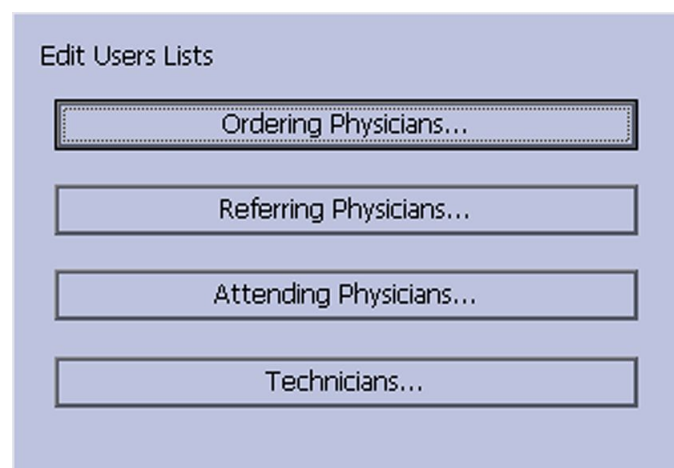 Edit Users Lists
Ordering Physicians...
Referring Physicians...
Attending Physicians...
Technicians...